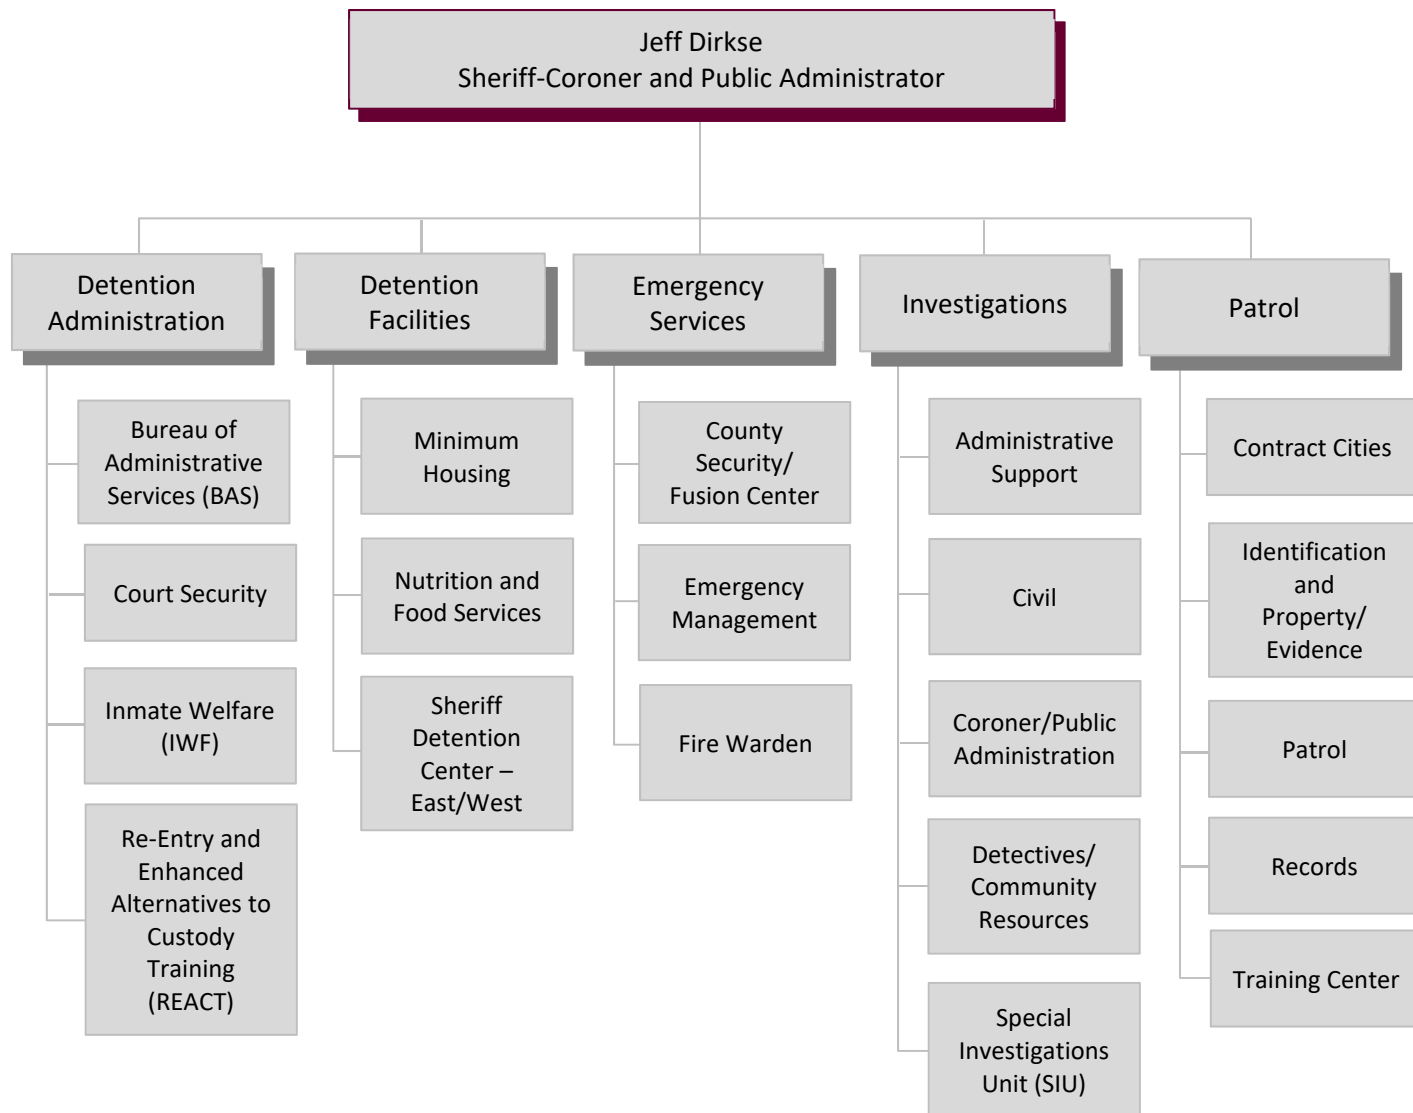 Jeff Dirkse
Sheriff-Coroner and Public Administrator
Detention
Administration
Detention
Facilities
Emergency
Services
Investigations
Patrol
Bureau of
Administrative
Services (BAS)
Court Security
Inmate Welfare
(IWF)
Re-Entry and
Enhanced
Alternatives to
Custody
Training
(REACT)
Minimum
Housing
Nutrition and
Food Services
Sheriff
Detention
Center –
East/West
County
Security/
Fusion Center
Emergency
Management
Fire Warden
Administrative
Support
Civil
Coroner/Public
Administration
Detectives/
Community
Resources
Special
Investigations
Unit (SIU)
Contract Cities
Identification
and
Property/
Evidence
Patrol
Records
Training Center